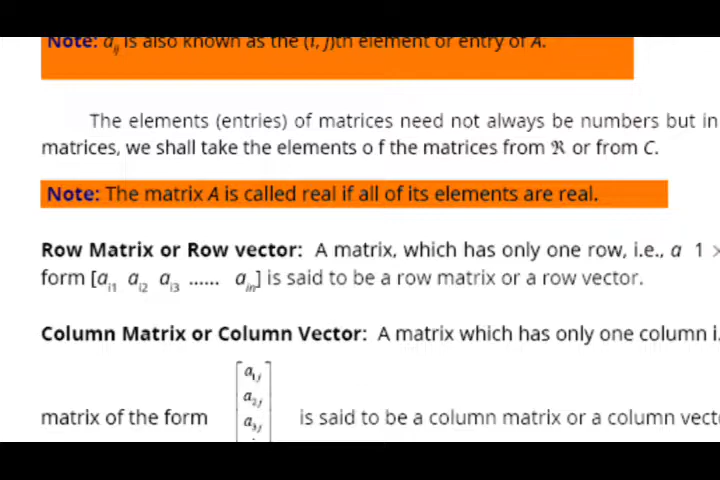 Note: aij is also known as the (i, j)th element or entry of A.
The elements (entries) of matrices need not always be numbers but in
matrices, we shall take the elements o f the matrices from ℜ or from C.
Note: The matrix A is called real if all of its elements are real.
Row Matrix or Row vector: A matrix, which has only one row, i.e., a 1 ×
form [ai1 ai2 ai3 ...... ain] is said to be a row matrix or a row vector.
Column Matrix or Column Vector: A matrix which has only one column i.
a1j
a2j
matrix of the form is said to be a column matrix or a column vect
a3j